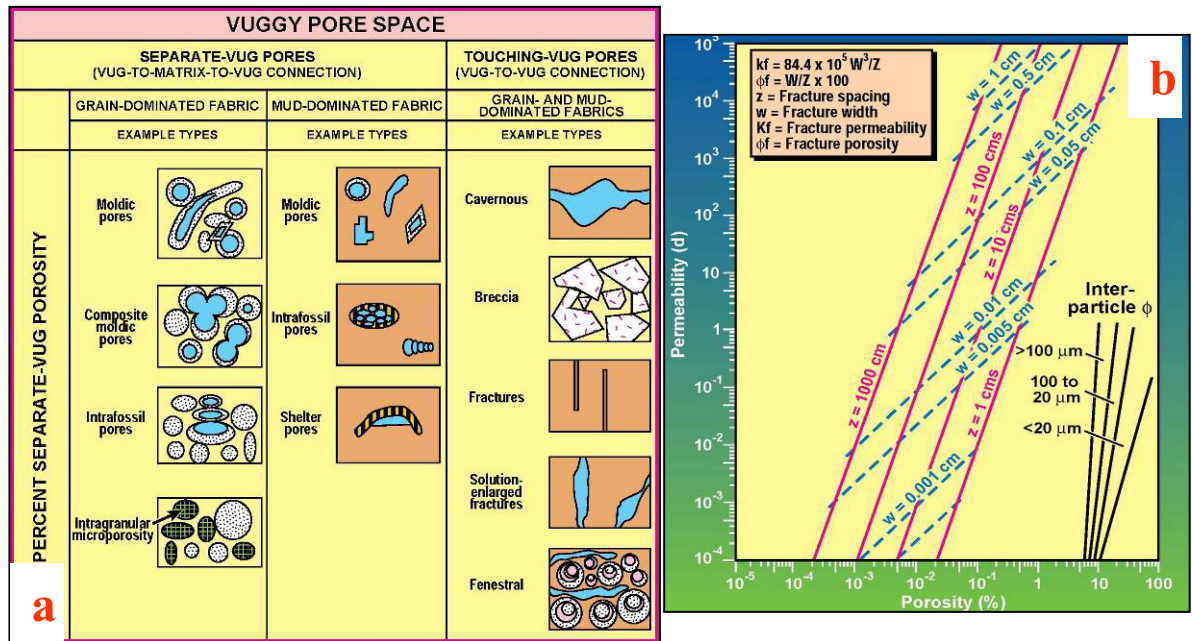 VUGGY PORE SPACE
SEPARATE-VUG PORES
(VUG-TO-MATRIX-TO-VUG CONNECTION)
TOUCHING-VUG PORES
(VUG-TO-VUG CONNECTION)
GRAIN-DOMINATED FABRIC
MUD-DOMINATED FABRIC
GRAIN- AND MUD-
DOMINATED FABRICS
EXAMPLE TYPES
EXAMPLE TYPES
EXAMPLE TYPES
PERCENT SEPARATE-VUG POROSITY
Moldic
pores
Composite
moldic
pores
Intrafossil
pores
Intragranular
microporosity
Moldic
pores
Intrafossil
pores
Shelter
pores
Cavernous
Breccia
Fractures
Solution-
enlarged
fractures
Fenestral
a
b
kf = 84.4 x 10⁵ W³/Z
ϕf = W/Z x 100
z = Fracture spacing
w = Fracture width
Kf = Fracture permeability
ϕf = Fracture porosity
Permeability (d)
10⁵
10⁴
10³
10²
10
1
10⁻¹
10⁻²
10⁻³
10⁻⁴
w = 1 cm
w = 0.5 cm
w = 0.1 cm
w = 0.05 cm
w = 0.01 cm
w = 0.005 cm
w = 0.001 cm
z = 1000 cm
z = 100 cms
z = 10 cms
z = 1 cms
Inter-
particle ϕ
>100 µm
100 to
20 µm
<20 µm
10⁻⁵
10⁻⁴
10⁻³
10⁻²
10⁻¹
1
10
100
Porosity (%)